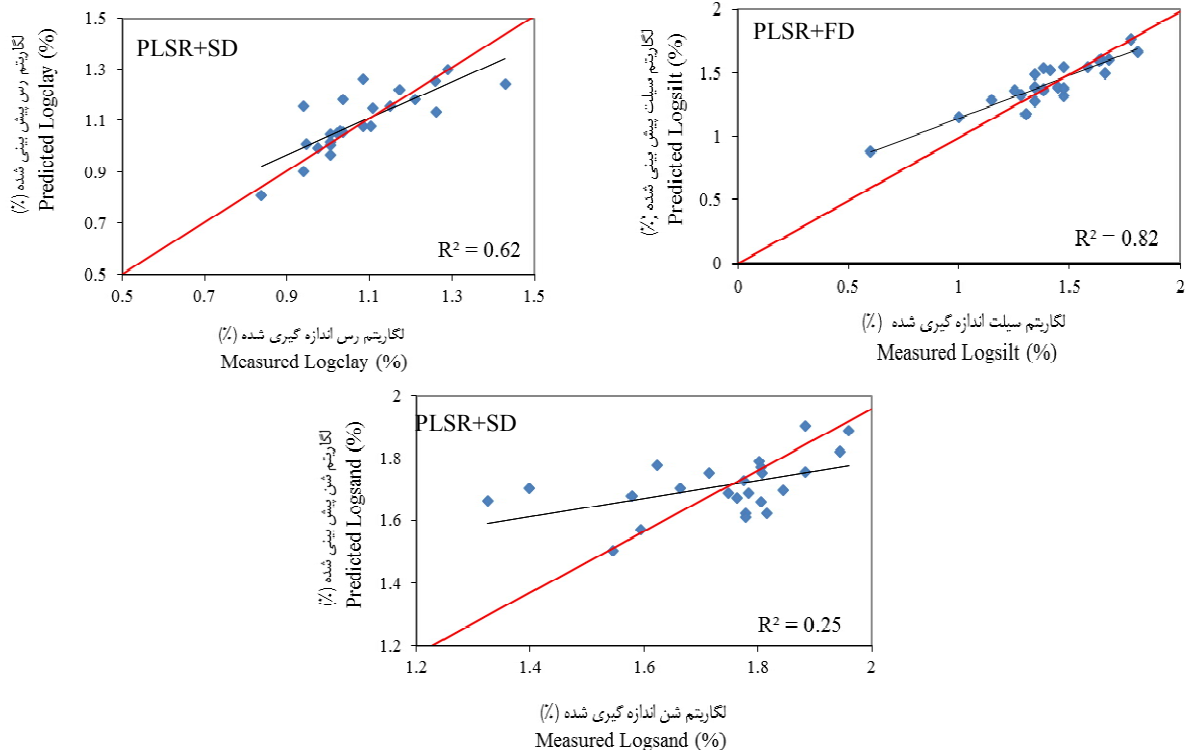 PLSR+SD
لگاریتم رس پیش بینی شده (٪)
Predicted Logclay (%)
1.5
1.3
1.1
0.9
0.7
0.5
R² = 0.62
0.5 0.7 0.9 1.1 1.3 1.5
لگاریتم رس اندازه گیری شده (٪)
Measured Logclay (%)
PLSR+FD
لگاریتم سیلت پیش بینی شده (٪)
Predicted Logsilt (%)
2
1.5
1
0.5
0
R² = 0.82
0 0.5 1 1.5 2
لگاریتم سیلت اندازه گیری شده (٪)
Measured Logsilt (%)
PLSR+SD
لگاریتم شن پیش بینی شده (٪)
Predicted Logsand (%)
2
1.8
1.6
1.4
1.2
R² = 0.25
1.2 1.4 1.6 1.8 2
لگاریتم شن اندازه گیری شده (٪)
Measured Logsand (%)